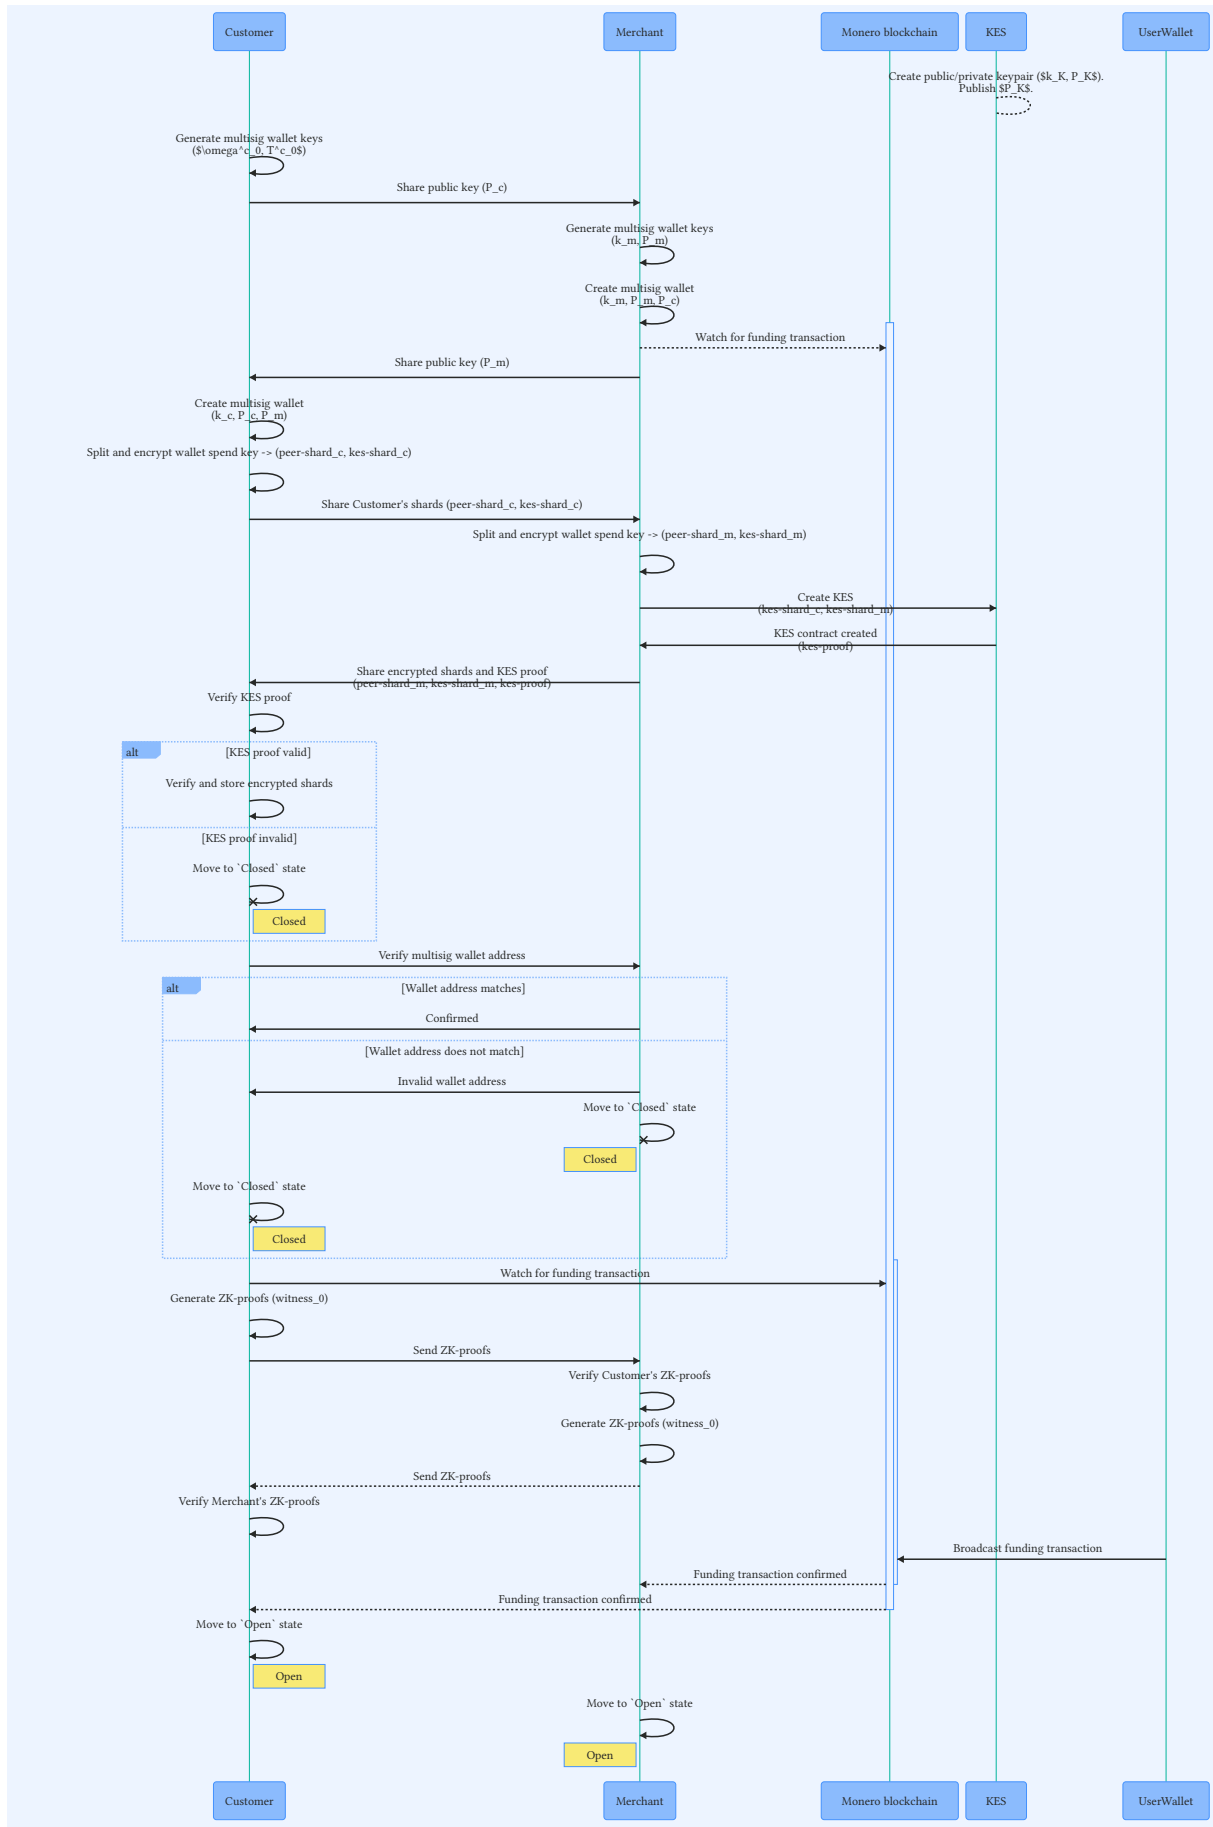 Customer
Merchant
Monero blockchain
KES
UserWallet
Create public/private keypair ($k_K, P_K$).
Publish $P_K$.
Generate multisig wallet keys
($\omega^c_0, T^c_0$)
Share public key (P_c)
Generate multisig wallet keys
(k_m, P_m)
Create multisig wallet
(k_m, P_m, P_c)
Watch for funding transaction
Share public key (P_m)
Create multisig wallet
(k_c, P_c, P_m)
Split and encrypt wallet spend key -> (peer-shard_c, kes-shard_c)
Share Customer's shards (peer-shard_c, kes-shard_c)
Split and encrypt wallet spend key -> (peer-shard_m, kes-shard_m)
Create KES
(kes-shard_c, kes-shard_m)
KES contract created
(kes-proof)
Share encrypted shards and KES proof
(peer-shard_m, kes-shard_m, kes-proof)
Verify KES proof
alt
[KES proof valid]
Verify and store encrypted shards
[KES proof invalid]
Move to `Closed` state
Closed
Verify multisig wallet address
alt
[Wallet address matches]
Confirmed
[Wallet address does not match]
Invalid wallet address
Move to `Closed` state
Closed
Move to `Closed` state
Closed
Watch for funding transaction
Generate ZK-proofs (witness_0)
Send ZK-proofs
Verify Customer's ZK-proofs
Generate ZK-proofs (witness_0)
Send ZK-proofs
Verify Merchant's ZK-proofs
Broadcast funding transaction
Funding transaction confirmed
Funding transaction confirmed
Move to `Open` state
Open
Move to `Open` state
Open
Customer
Merchant
Monero blockchain
KES
UserWallet